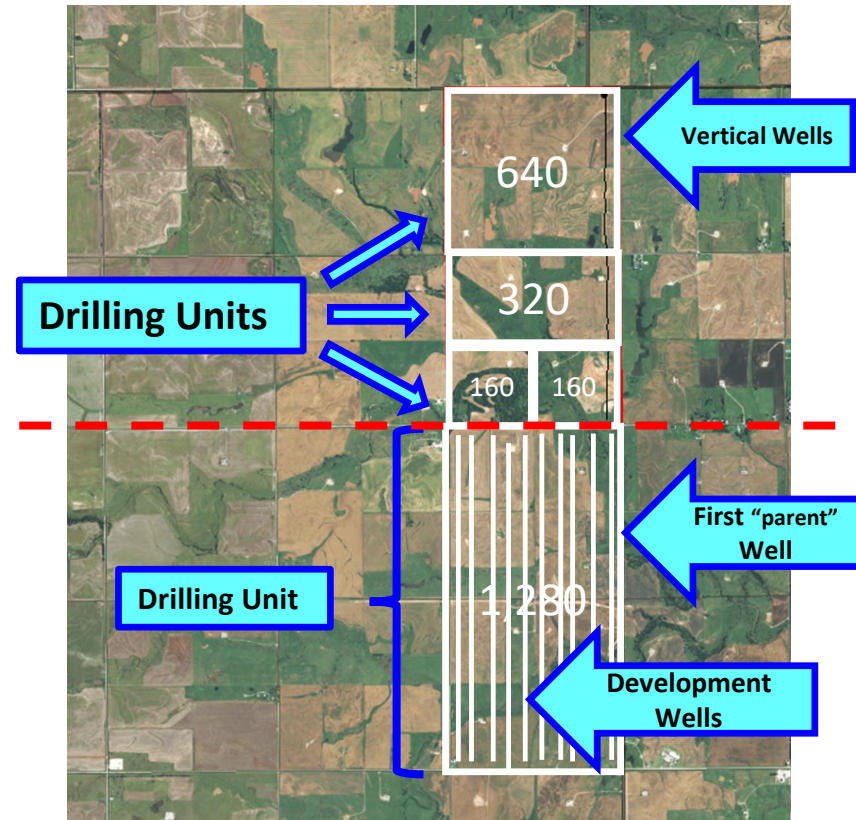 Vertical Wells
640
Drilling Units
320
160
160
First "parent"
Well
Drilling Unit
1,280
Development
Wells